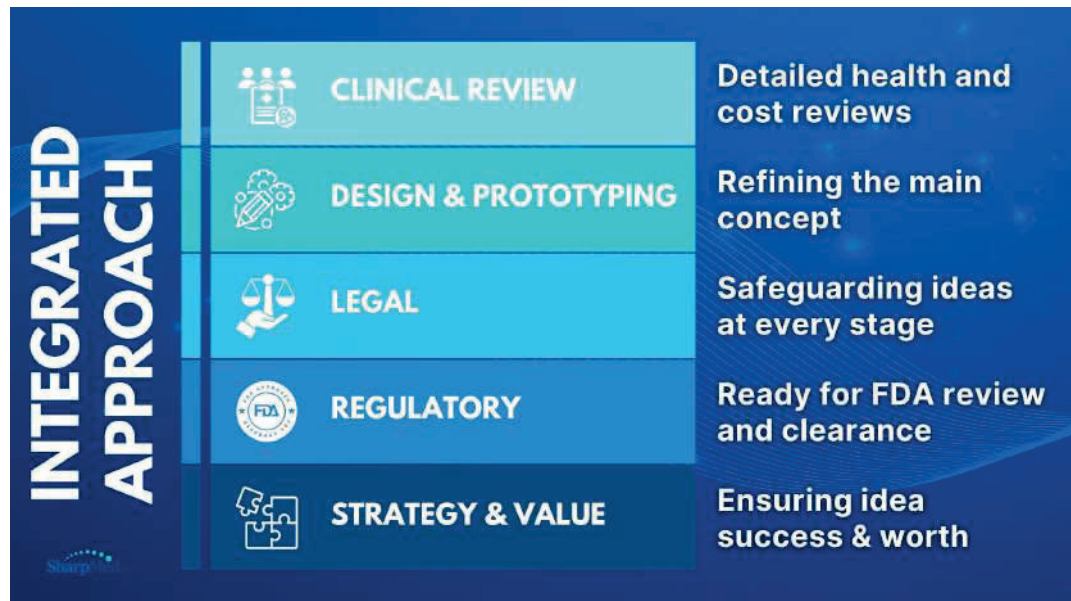 INTEGRATED
APPROACH
CLINICAL REVIEW
Detailed health and
cost reviews
DESIGN & PROTOTYPING
Refining the main
concept
LEGAL
Safeguarding ideas
at every stage
FDA
REGULATORY
Ready for FDA review
and clearance
STRATEGY & VALUE
Ensuring idea
success & worth
SharpMed